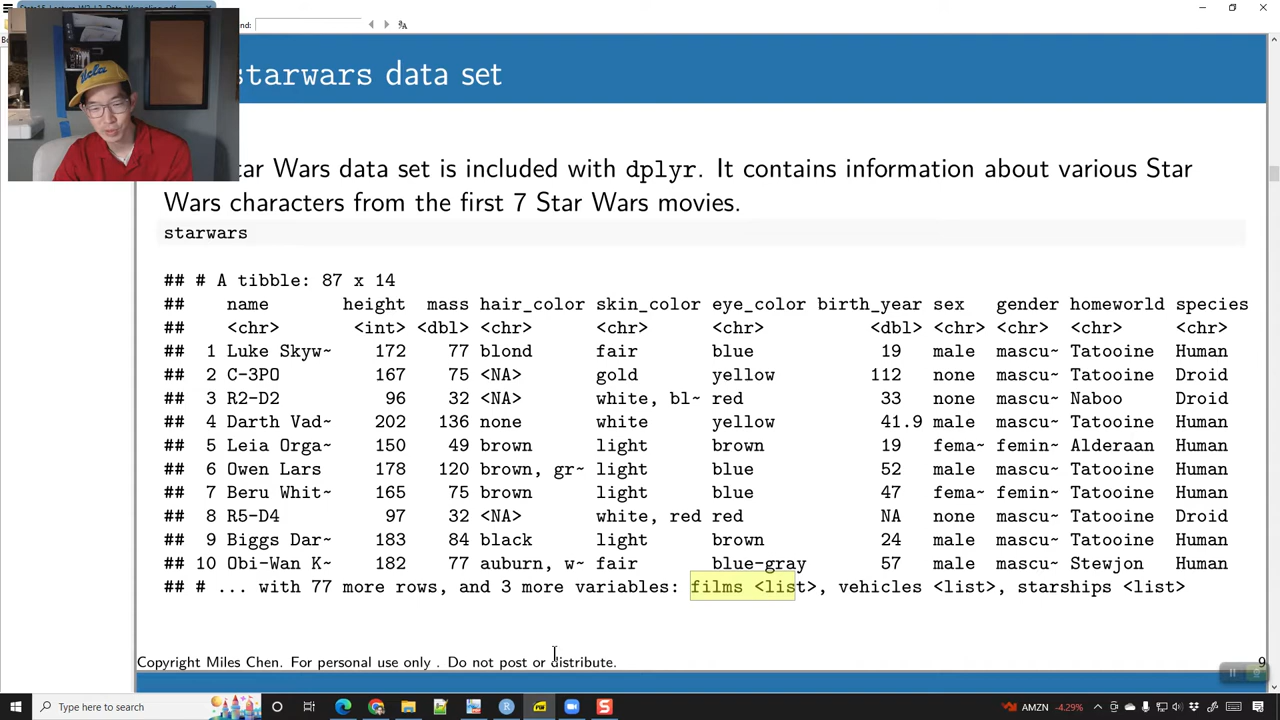 nd:
starwars data set
tar Wars data set is included with dplyr. It contains information about various Star
Wars characters from the first 7 Star Wars movies.
starwars
## # A tibble: 87 x 14
## name height mass hair_color skin_color eye_color birth_year sex gender homeworld species
## <chr> <int> <dbl> <chr> <chr> <chr> <dbl> <chr> <chr> <chr> <chr>
## 1 Luke Skyw~ 172 77 blond fair blue 19 male mascu~ Tatooine Human
## 2 C-3PO 167 75 <NA> gold yellow 112 none mascu~ Tatooine Droid
## 3 R2-D2 96 32 <NA> white, bl~ red 33 none mascu~ Naboo Droid
## 4 Darth Vad~ 202 136 none white yellow 41.9 male mascu~ Tatooine Human
## 5 Leia Orga~ 150 49 brown light brown 19 fema~ femin~ Alderaan Human
## 6 Owen Lars 178 120 brown, gr~ light blue 52 male mascu~ Tatooine Human
## 7 Beru Whit~ 165 75 brown light blue 47 fema~ femin~ Tatooine Human
## 8 R5-D4 97 32 <NA> white, red red NA none mascu~ Tatooine Droid
## 9 Biggs Dar~ 183 84 black light brown 24 male mascu~ Tatooine Human
## 10 Obi-Wan K~ 182 77 auburn, w~ fair blue-gray 57 male mascu~ Stewjon Human
## # ... with 77 more rows, and 3 more variables: films <list>, vehicles <list>, starships <list>
Copyright Miles Chen. For personal use only . Do not post or distribute.
9
Type here to search
AMZN -4.29%